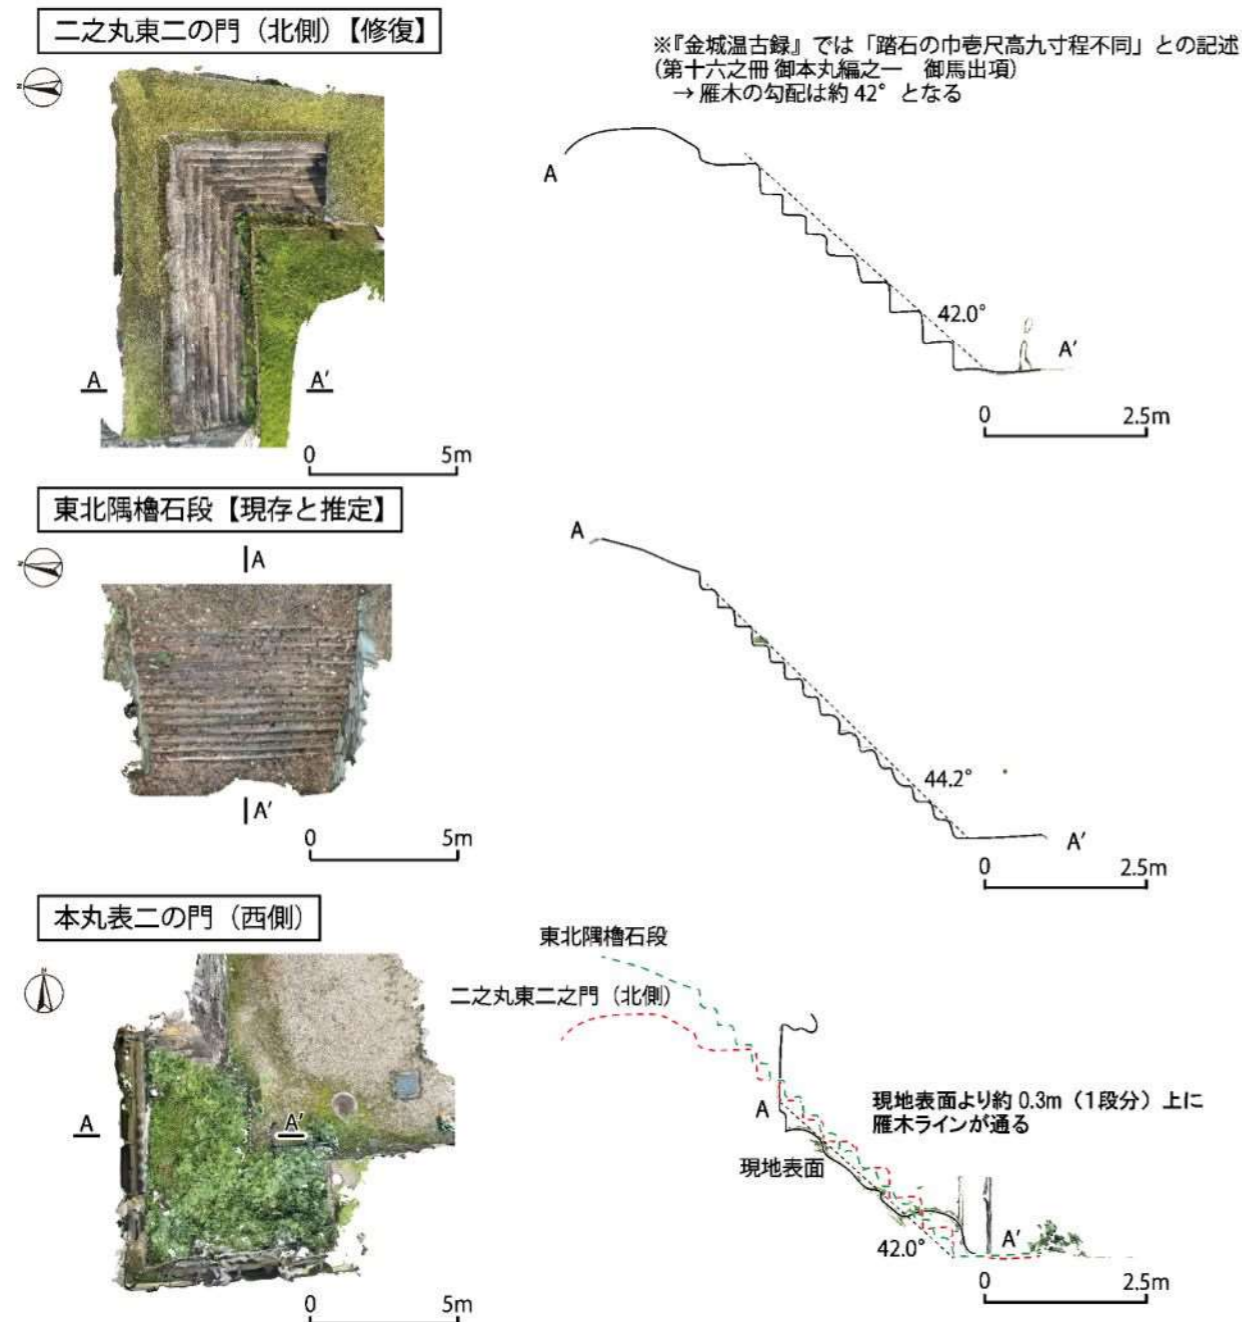 二之丸東二の門（北側）【修復】
※『金城温古録』では「踏石の巾壱尺高九寸程不同」との記述
（第十六之冊 御本丸編之一　御馬出項）
→ 雁木の勾配は約 42° となる
N
A
A′
0
5m
A
42.0°
A′
0
2.5m
東北隅櫓石段【現存と推定】
N
A
A′
0
5m
A
44.2°
A′
0
2.5m
本丸表二の門（西側）
N
A
A′
0
5m
東北隅櫓石段
二之丸東二之門（北側）
A
現地表面より約 0.3m（1段分）上に
雁木ラインが通る
現地表面
42.0°
A′
0
2.5m